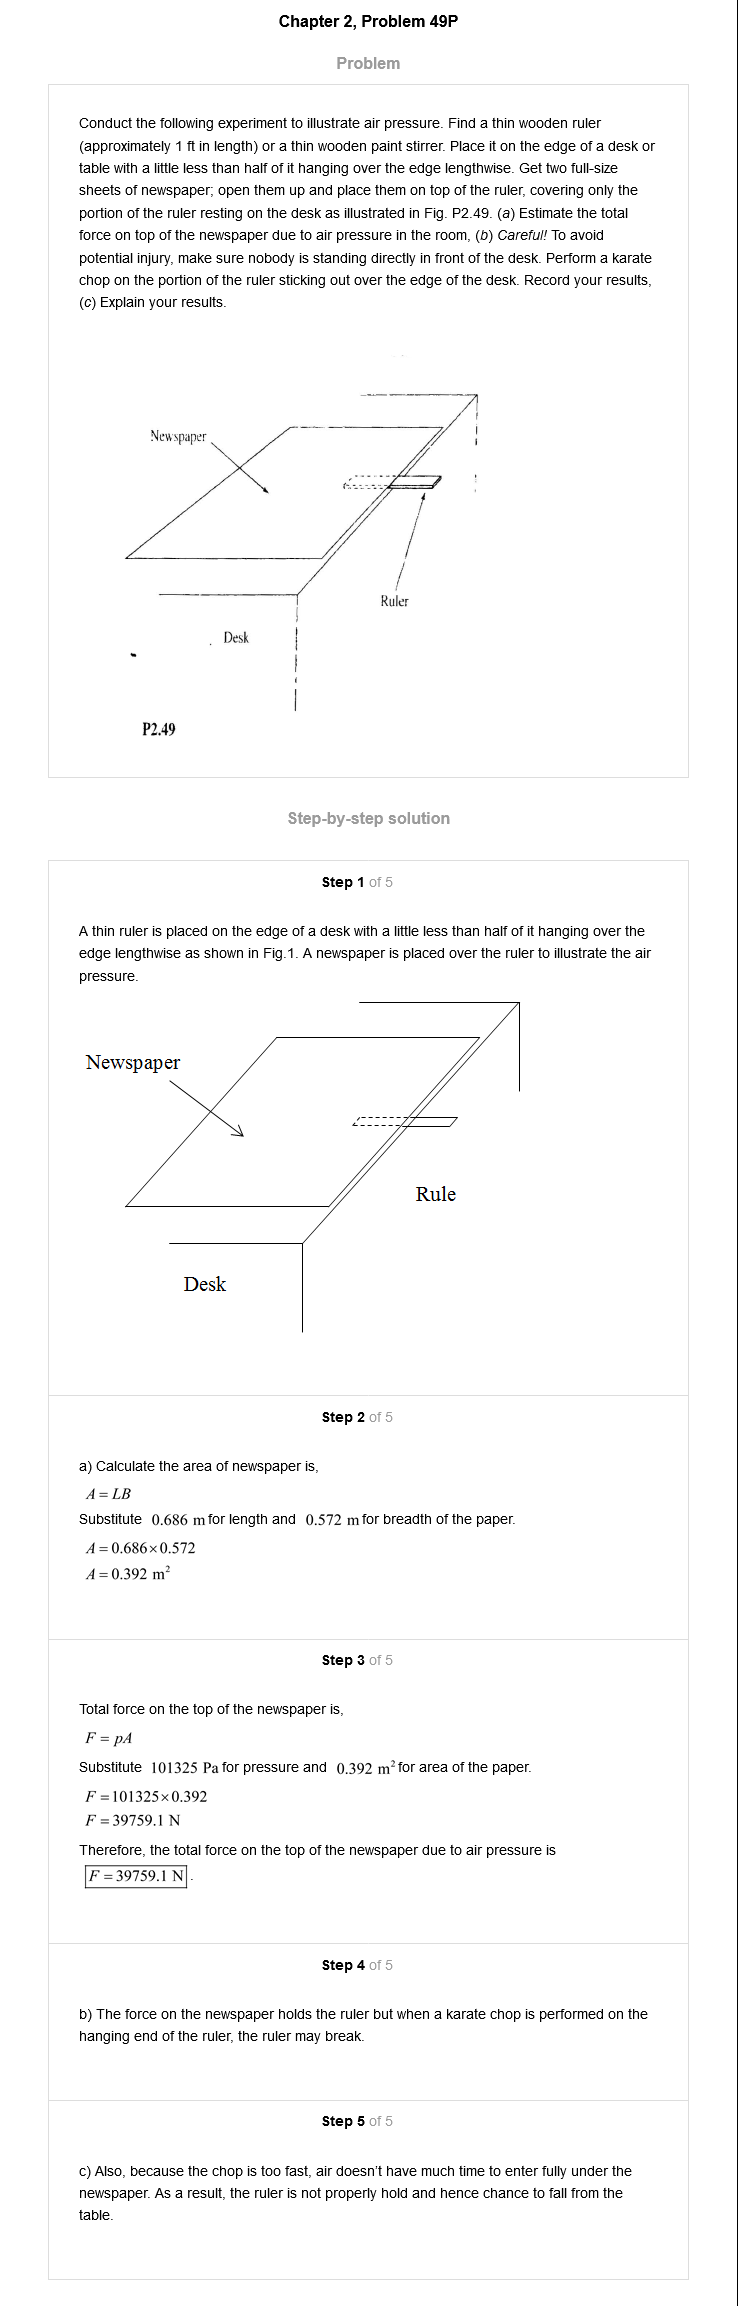 Chapter 2, Problem 49P
Problem
Conduct the following experiment to illustrate air pressure. Find a thin wooden ruler
(approximately 1 ft in length) or a thin wooden paint stirrer. Place it on the edge of a desk or
table with a little less than half of it hanging over the edge lengthwise. Get two full-size
sheets of newspaper; open them up and place them on top of the ruler, covering only the
portion of the ruler resting on the desk as illustrated in Fig. P2.49. (a) Estimate the total
force on top of the newspaper due to air pressure in the room, (b) Careful! To avoid
potential injury, make sure nobody is standing directly in front of the desk. Perform a karate
chop on the portion of the ruler sticking out over the edge of the desk. Record your results,
(c) Explain your results.
Newspaper
Ruler
Desk
P2.49
Step-by-step solution
Step 1 of 5
A thin ruler is placed on the edge of a desk with a little less than half of it hanging over the
edge lengthwise as shown in Fig.1. A newspaper is placed over the ruler to illustrate the air
pressure.
Newspaper
Rule
Desk
Step 2 of 5
a) Calculate the area of newspaper is,
A = LB
Substitute 0.686 m for length and 0.572 m for breadth of the paper.
A = 0.686×0.572
A = 0.392 m²
Step 3 of 5
Total force on the top of the newspaper is,
F = pA
Substitute 101325 Pa for pressure and 0.392 m² for area of the paper.
F = 101325×0.392
F = 39759.1 N
Therefore, the total force on the top of the newspaper due to air pressure is
F = 39759.1 N.
Step 4 of 5
b) The force on the newspaper holds the ruler but when a karate chop is performed on the
hanging end of the ruler, the ruler may break.
Step 5 of 5
c) Also, because the chop is too fast, air doesn't have much time to enter fully under the
newspaper. As a result, the ruler is not properly hold and hence chance to fall from the
table.